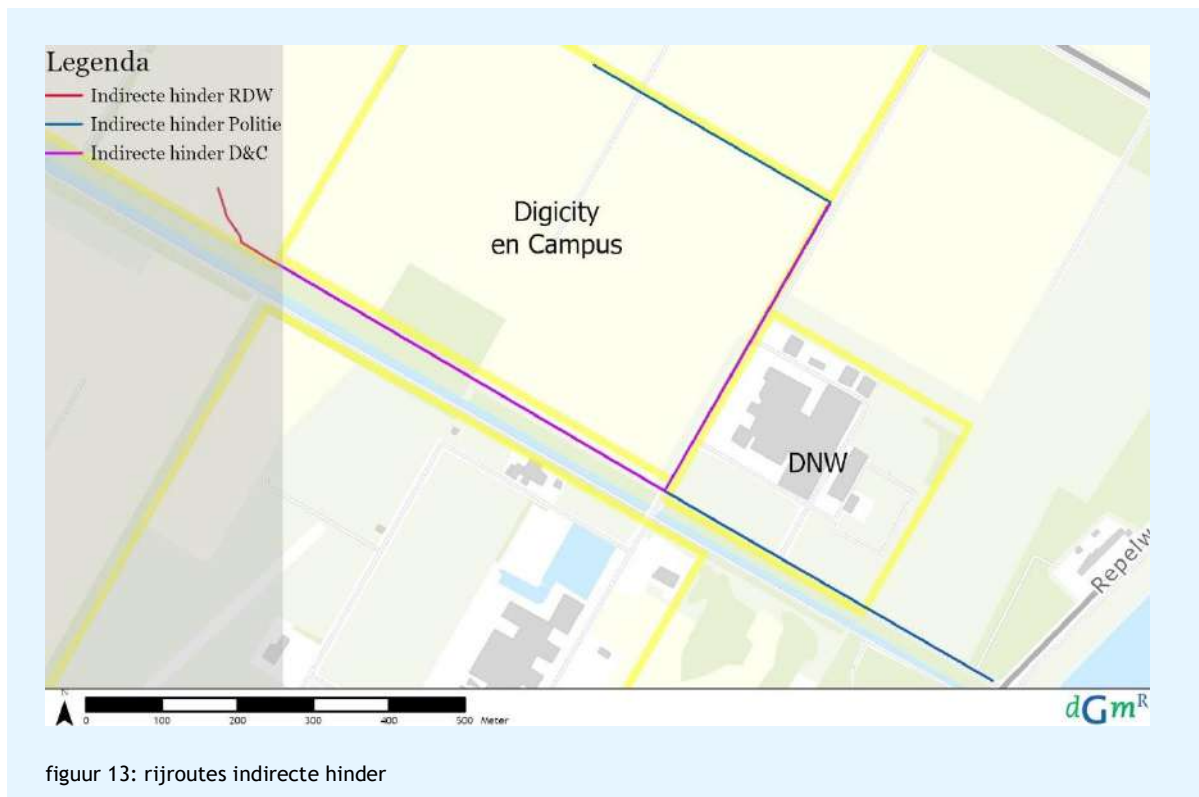 Legenda
Indirecte hinder RDW
Indirecte hinder Politie
Indirecte hinder D&C
Digicity
en Campus
DNW
Repelw
N
0 100 200 300 400 500 Meter
dGmR
figuur 13: rijroutes indirecte hinder